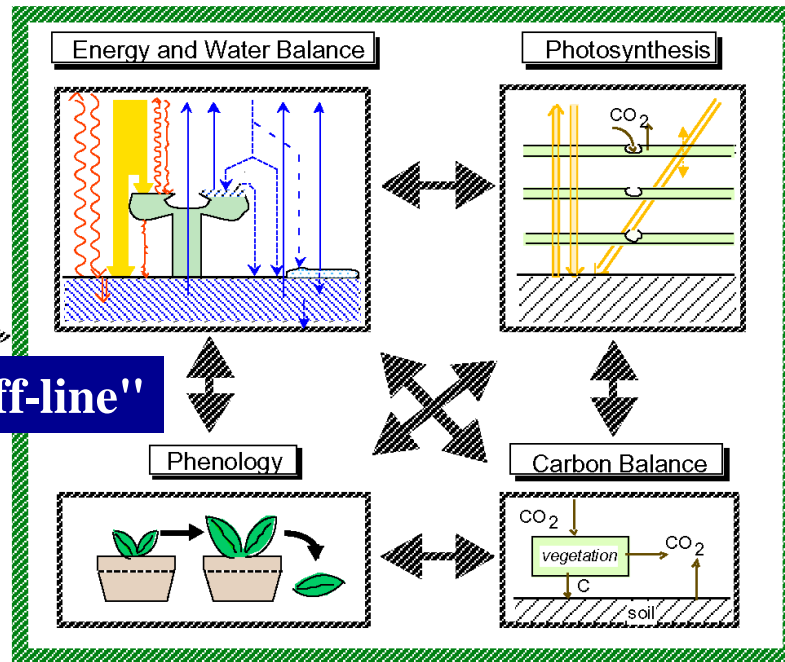 Energy and Water Balance
Photosynthesis
CO2
ff-line"
Phenology
Carbon Balance
CO2
vegetation
CO2
C
soil